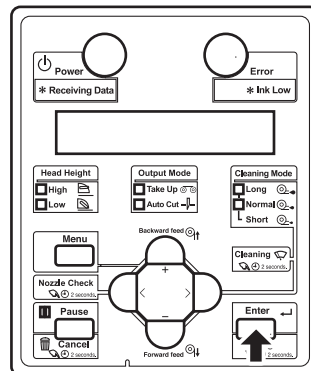 Power
Error
* Receiving Data
* Ink Low
Head Height
High
Low
Output Mode
Take Up
Auto Cut
Cleaning Mode
Long
Normal
Short
Menu
Backward feed
Cleaning
2 seconds.
Nozzle Check
2 seconds.
+
< >
−
Pause
Enter
Cancel
2 seconds.
Forward feed